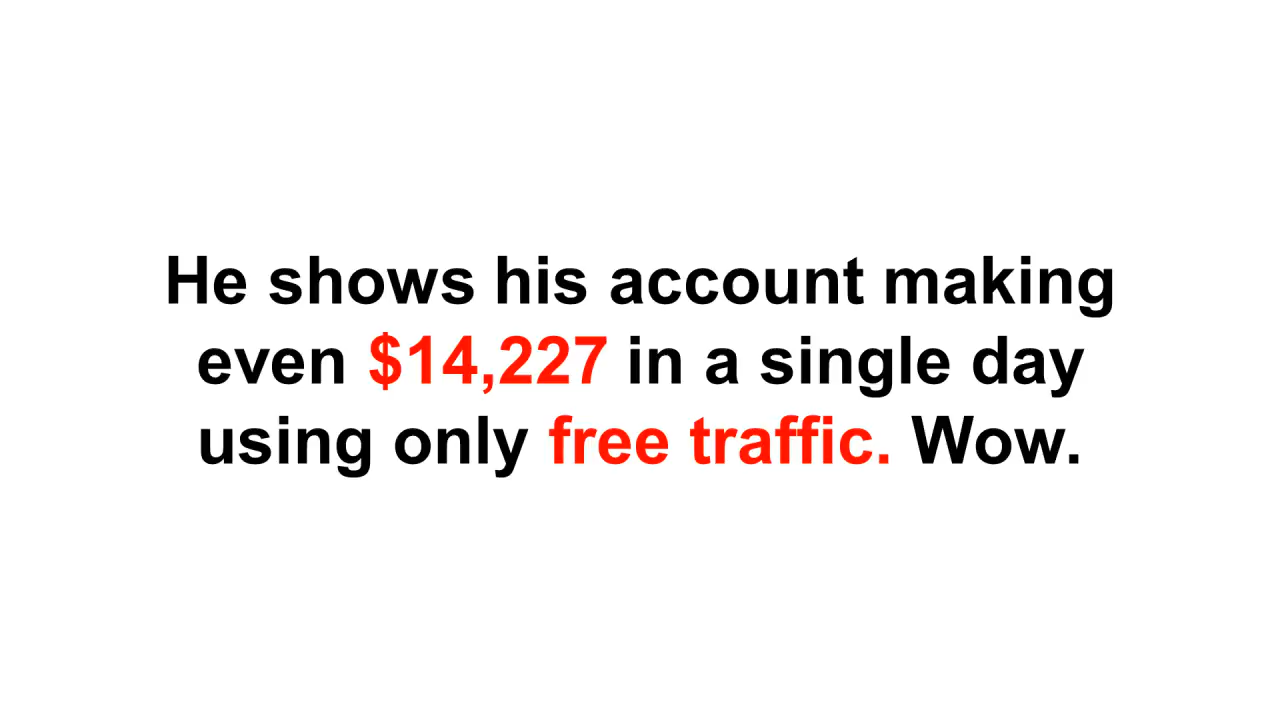 He shows his account making
even $14,227 in a single day
using only free traffic. Wow.